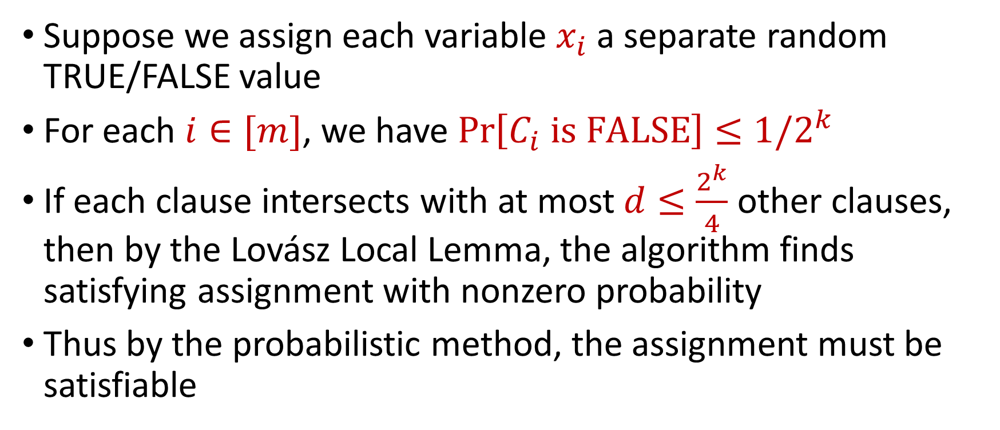 • Suppose we assign each variable $x_i$ a separate random
TRUE/FALSE value
• For each $i \in [m]$, we have $\Pr[C_i \text{ is FALSE}] \leq 1/2^k$
• If each clause intersects with at most $d \leq \frac{2^k}{4}$ other clauses,
then by the Lovász Local Lemma, the algorithm finds
satisfying assignment with nonzero probability
• Thus by the probabilistic method, the assignment must be
satisfiable